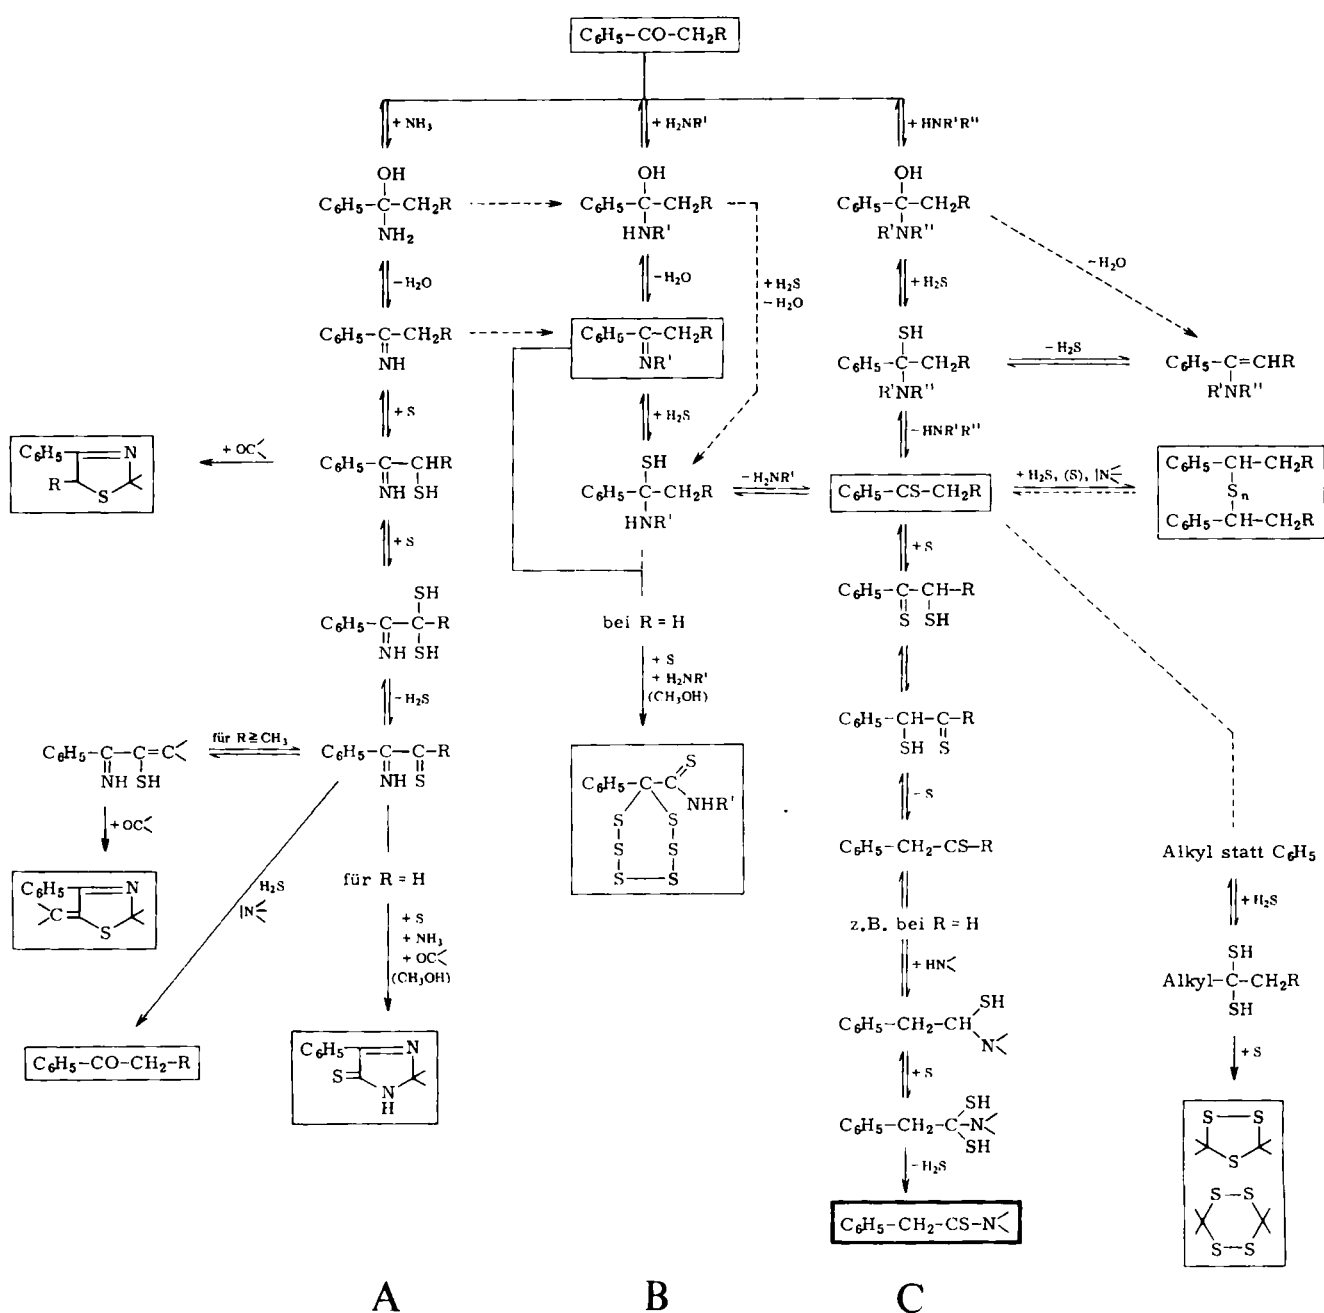 C6H5-CO-CH2R
+ NH3
+ H2NR'
+ HNR'R''
OH
C6H5-C-CH2R
NH2
OH
C6H5-C-CH2R
HNR'
OH
C6H5-C-CH2R
R'NR''
-H2O
-H2O
+ H2S
-H2O
+ H2S
-H2O
C6H5-C-CH2R
NH
C6H5-C-CH2R
NR'
SH
C6H5-C-CH2R
R'NR''
-H2S
C6H5-C=CHR
R'NR''
+ S
+ H2S
-HNR'R''
C6H5
N
R
S
+ OC<
C6H5-C-CHR
NH SH
SH
C6H5-C-CH2R
HNR'
-H2NR'
C6H5-CS-CH2R
+ H2S, (S), |N<
C6H5-CH-CH2R
Sn
C6H5-CH-CH2R
+ S
+ S
SH
C6H5-C-C-R
NH SH
bei R = H
C6H5-C-CH-R
S SH
-H2S
+ S
+ H2NR'
(CH3OH)
C6H5-C-C=C<
NH SH
für R ≧ CH3
C6H5-C-C-R
NH S
C6H5-CH-C-R
SH S
S
C6H5-C-C
NHR'
S S
S S
S S
- S
+ OC<
C6H5-CH2-CS-R
Alkyl statt C6H5
C6H5
N
C
S
H2S
|N<
für R = H
+ S
+ NH3
+ OC<
(CH3OH)
z.B. bei R = H
+ HN<
+ H2S
SH
Alkyl-C-CH2R
SH
C6H5-CH2-CH
SH
N<
C6H5-CO-CH2-R
C6H5
N
S
N
H
+ S
+ S
SH
C6H5-CH2-C-N<
SH
-H2S
S S
S
S-S
S-S
C6H5-CH2-CS-N<
A B C